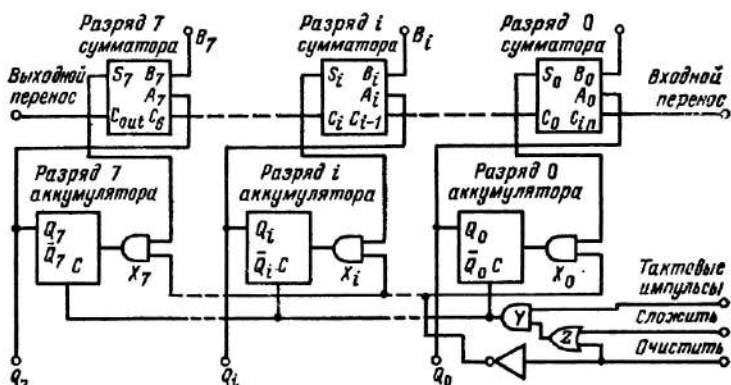 Разряд 7
сумматора
B7
Разряд i
сумматора
Bi
Разряд 0
сумматора
Выходной
перенос
S7 B7
A7
Cout C6
Si Bi
Ai
Ci Ci-1
S0 B0
A0
C0 Cin
Входной
перенос
Разряд 7
аккумулятора
Разряд i
аккумулятора
Разряд 0
аккумулятора
Q7
Q̄7 C
X7
Qi
Q̄i C
Xi
Q0
Q̄0 C
X0
Тактовые
импульсы
Сложить
Очистить
Y
2
Q7
Qi
Q0